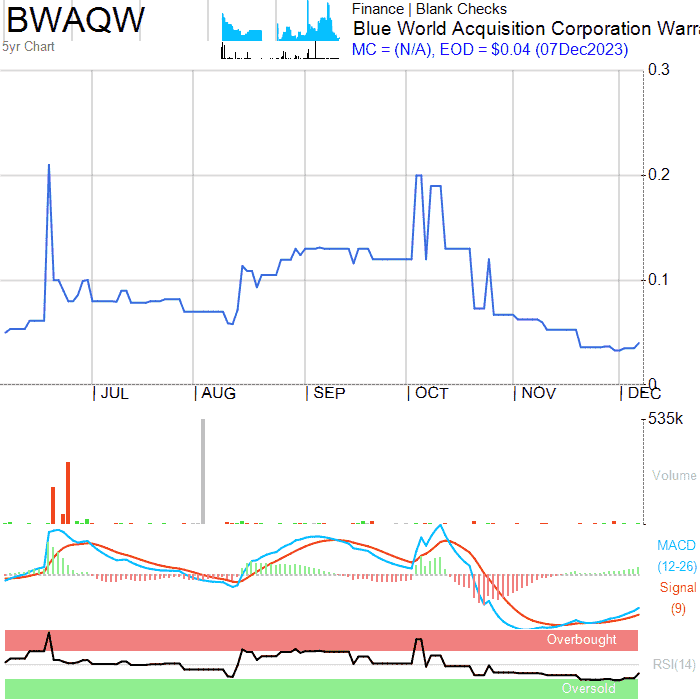 BWAQW
5yr Chart
Finance | Blank Checks
Blue World Acquisition Corporation Warra
MC = (N/A), EOD = $0.04 (07Dec2023)
0.3
0.2
0.1
0
JUL
AUG
SEP
OCT
NOV
DEC
535k
Volume
MACD
(12-26)
Signal
(9)
Overbought
RSI(14)
Oversold